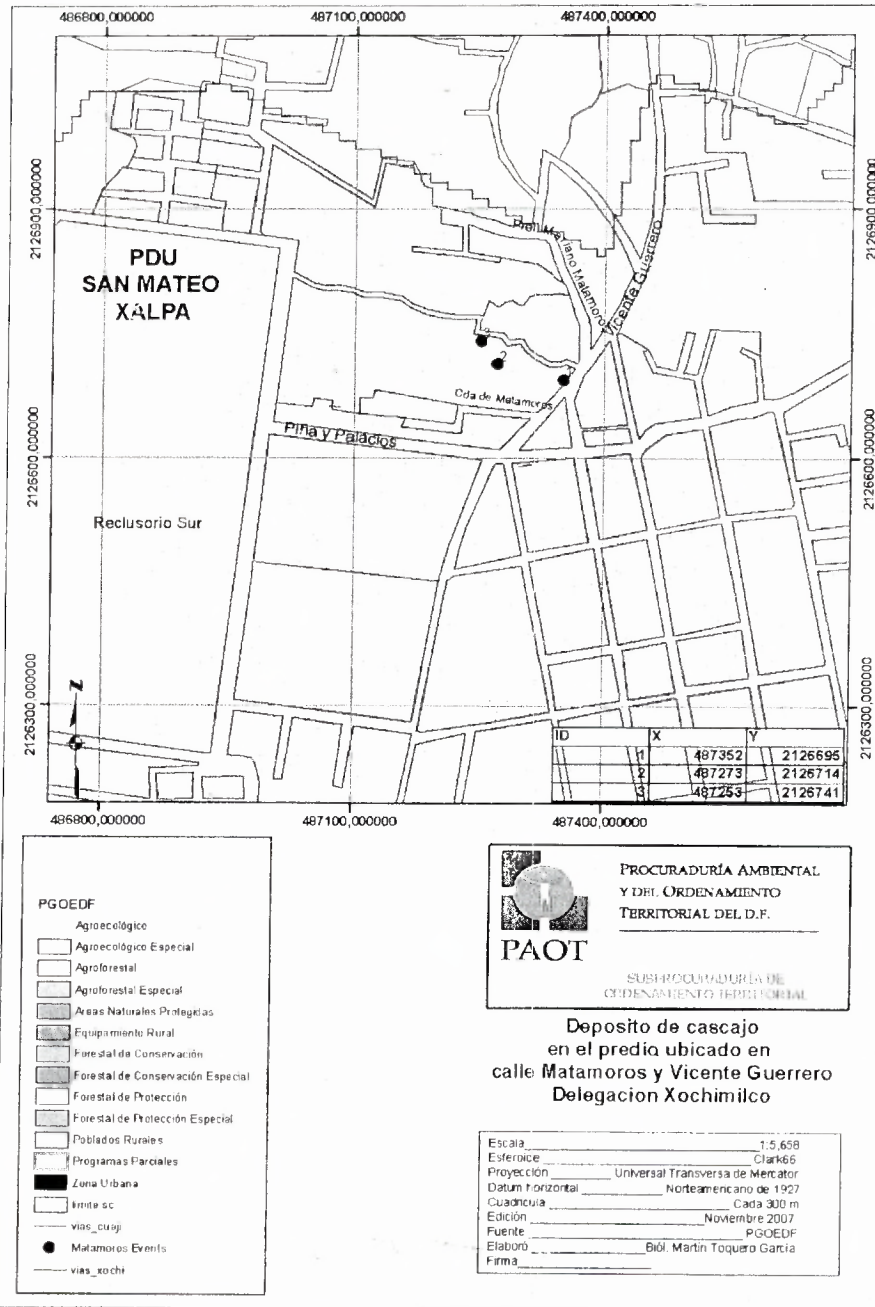 486800,000000
487100,000000
487400,000000
2126900,000000
2126900,000000
Vicente Guerrero
PDU
SAN MATEO
XALPA
3
2
Cda de Matamoros
Piña y Palacios
2126600,000000
2126600,000000
Reclusorio Sur
2126300,000000
2126300,000000
N
ID X Y
1 487352 2126695
2 487273 2126714
3 487253 2126741
486800,000000
487100,000000
487400,000000
PGOEDF
Agroecológico
Agroecológico Especial
Agroforestal
Agroforestal Especial
Areas Naturales Protegidas
Equipamiento Rural
Forestal de Conservación
Forestal de Conservación Especial
Forestal de Protección
Forestal de Protección Especial
Poblados Rurales
Programas Parciales
Zona Urbana
limite sc
vias_cuaji
Matamoros Events
vias_xochi
PAOT
PROCURADURÍA AMBIENTAL
Y DEL ORDENAMIENTO
TERRITORIAL DEL D.F.
SUBPROCURADURÍA DE
ORDENAMIENTO TERRITORIAL
Deposito de cascajo
en el predio ubicado en
calle Matamoros y Vicente Guerrero
Delegacion Xochimilco
Escala 1:5,658
Esferoice Clark66
Proyección Universal Transversa de Mercator
Datum horizontal Norteamericano de 1927
Cuadricula Cada 300 m
Edición Noviembre 2007
Fuente PGOEDF
Elaboró Biól. Martin Toquero Garcia
Firma